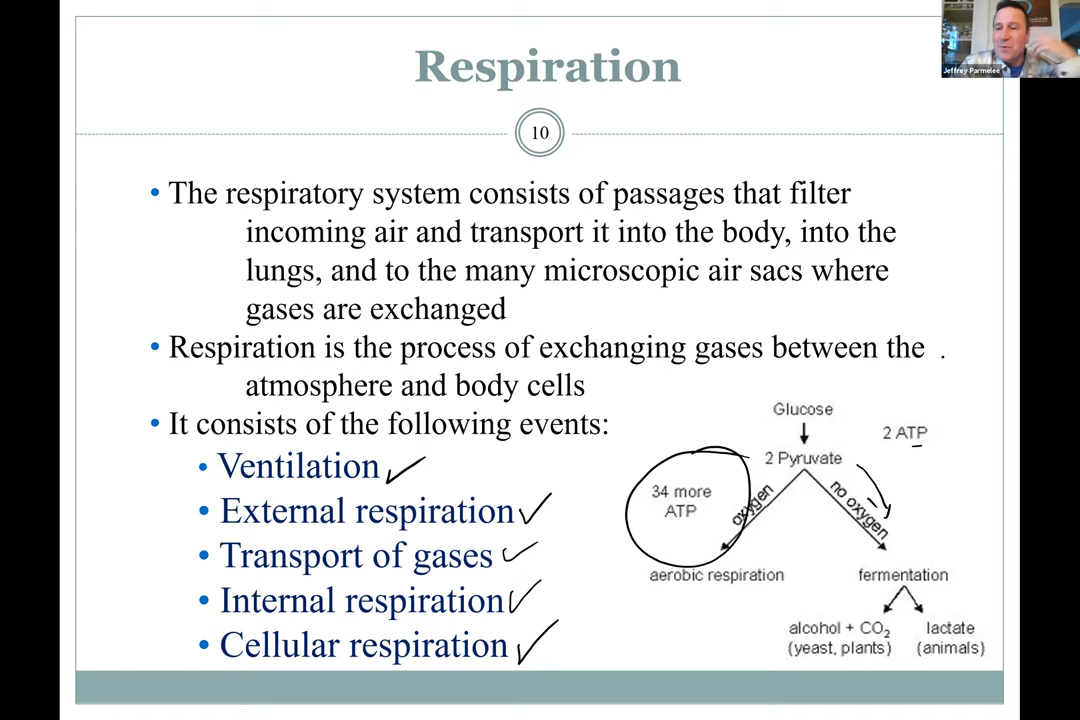 Respiration
Jeffrey Parmelee
10
• The respiratory system consists of passages that filter
incoming air and transport it into the body, into the
lungs, and to the many microscopic air sacs where
gases are exchanged
• Respiration is the process of exchanging gases between the .
atmosphere and body cells
• It consists of the following events:
• Ventilation
• External respiration
• Transport of gases
• Internal respiration
• Cellular respiration
Glucose
2 ATP
2 Pyruvate
34 more
ATP
oxygen
no oxygen
aerobic respiration
fermentation
alcohol + CO₂
(yeast, plants)
lactate
(animals)